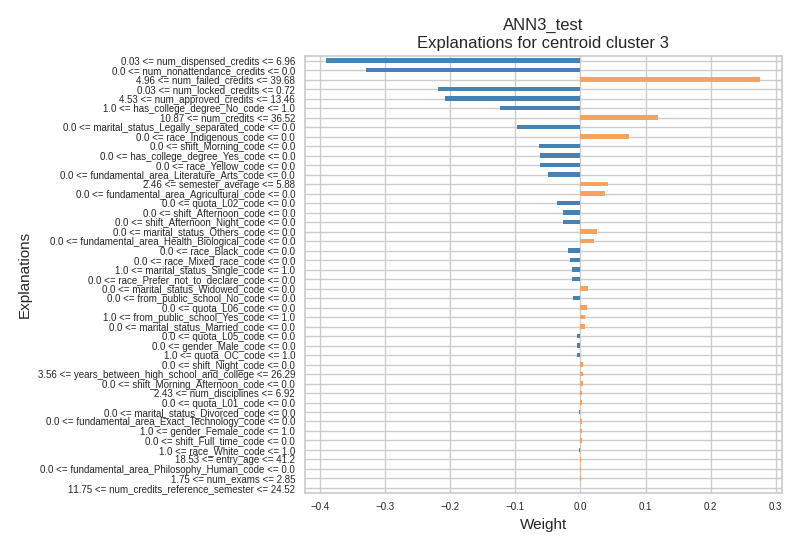 ANN3_test
Explanations for centroid cluster 3
0.03 <= num_dispensed_credits <= 6.96
0.0 <= num_nonattendance_credits <= 0.0
4.96 <= num_failed_credits <= 39.68
0.03 <= num_locked_credits <= 0.72
4.53 <= num_approved_credits <= 13.46
1.0 <= has_college_degree_No_code <= 1.0
10.87 <= num_credits <= 36.52
0.0 <= marital_status_Legally_separated_code <= 0.0
0.0 <= race_Indigenous_code <= 0.0
0.0 <= shift_Morning_code <= 0.0
0.0 <= has_college_degree_Yes_code <= 0.0
0.0 <= race_Yellow_code <= 0.0
0.0 <= fundamental_area_Literature_Arts_code <= 0.0
2.46 <= semester_average <= 5.88
0.0 <= fundamental_area_Agricultural_code <= 0.0
0.0 <= quota_L02_code <= 0.0
0.0 <= shift_Afternoon_code <= 0.0
0.0 <= shift_Afternoon_Night_code <= 0.0
0.0 <= marital_status_Others_code <= 0.0
0.0 <= fundamental_area_Health_Biological_code <= 0.0
0.0 <= race_Black_code <= 0.0
0.0 <= race_Mixed_race_code <= 0.0
1.0 <= marital_status_Single_code <= 1.0
0.0 <= race_Prefer_not_to_declare_code <= 0.0
0.0 <= marital_status_Widowed_code <= 0.0
0.0 <= from_public_school_No_code <= 0.0
0.0 <= quota_L06_code <= 0.0
1.0 <= from_public_school_Yes_code <= 1.0
0.0 <= marital_status_Married_code <= 0.0
0.0 <= quota_L05_code <= 0.0
0.0 <= gender_Male_code <= 0.0
1.0 <= quota_OC_code <= 1.0
0.0 <= shift_Night_code <= 0.0
3.56 <= years_between_high_school_and_college <= 26.29
0.0 <= shift_Morning_Afternoon_code <= 0.0
2.43 <= num_disciplines <= 6.92
0.0 <= quota_L01_code <= 0.0
0.0 <= marital_status_Divorced_code <= 0.0
0.0 <= fundamental_area_Exact_Technology_code <= 0.0
1.0 <= gender_Female_code <= 1.0
0.0 <= shift_Full_time_code <= 0.0
1.0 <= race_White_code <= 1.0
18.53 <= entry_age <= 41.2
0.0 <= fundamental_area_Philosophy_Human_code <= 0.0
1.75 <= num_exams <= 2.85
11.75 <= num_credits_reference_semester <= 24.52
Explanations
−0.4 −0.3 −0.2 −0.1 0.0 0.1 0.2 0.3
Weight